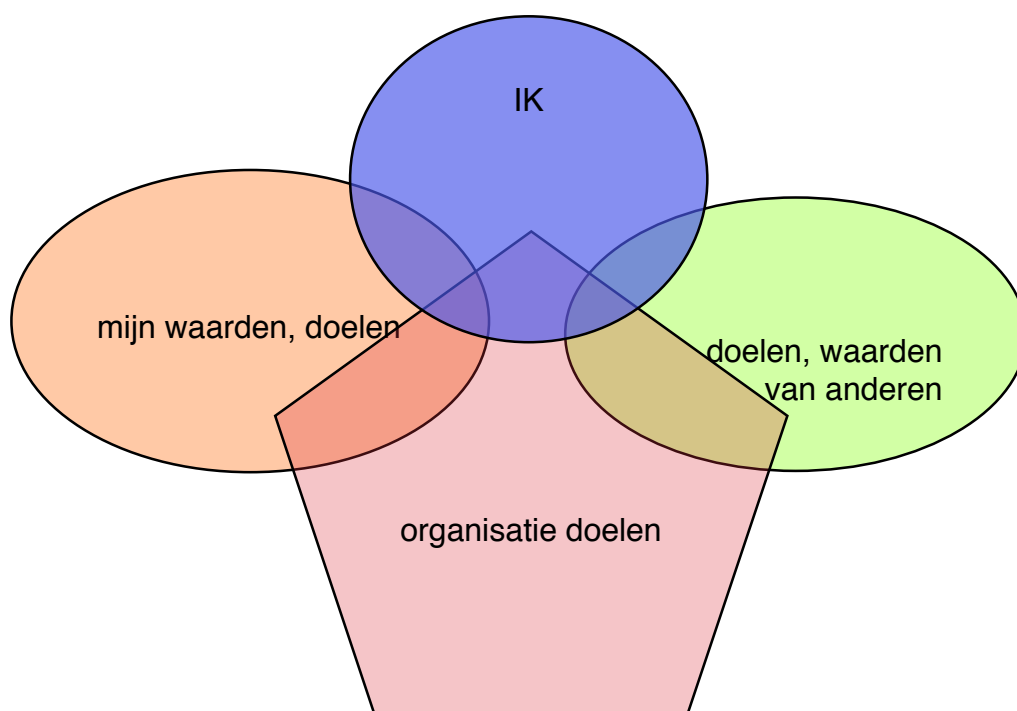 IK
mijn waarden, doelen
doelen, waarden
van anderen
organisatie doelen